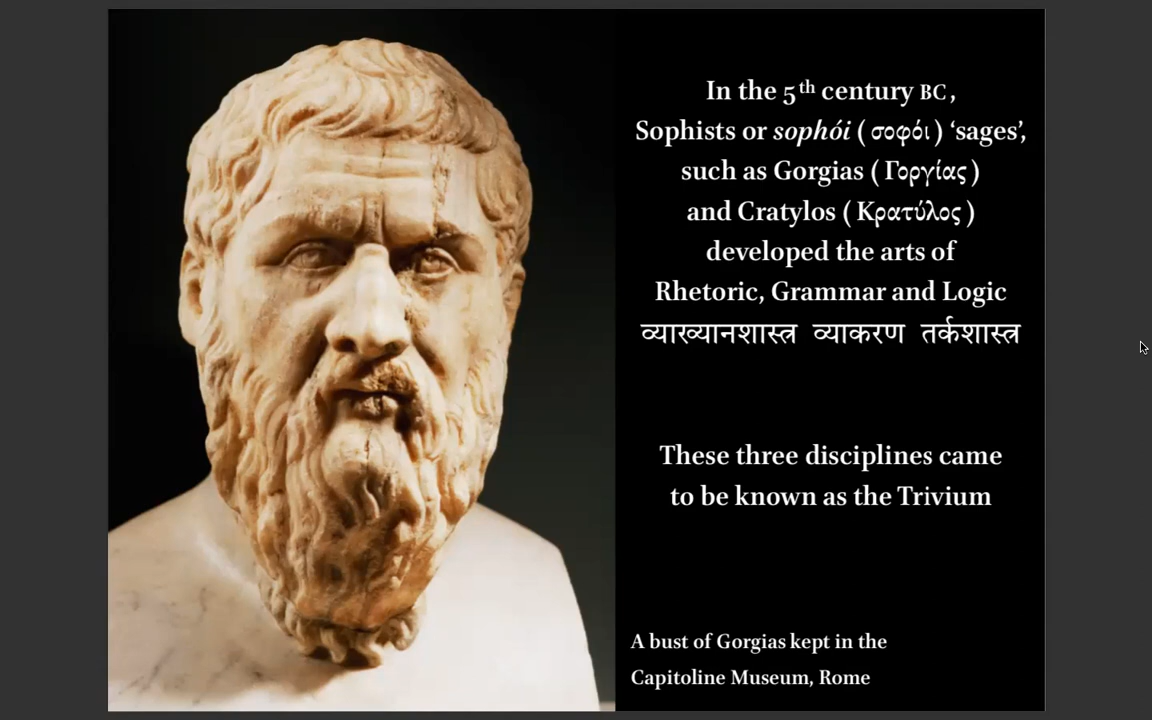 In the 5th century BC,
Sophists or sophói ( σοφόι ) ‘sages’,
such as Gorgias ( Γοργίας )
and Cratylos ( Κρατύλος )
developed the arts of
Rhetoric, Grammar and Logic
व्याख्यानशास्त्र व्याकरण तर्कशास्त्र
These three disciplines came
to be known as the Trivium
A bust of Gorgias kept in the
Capitoline Museum, Rome